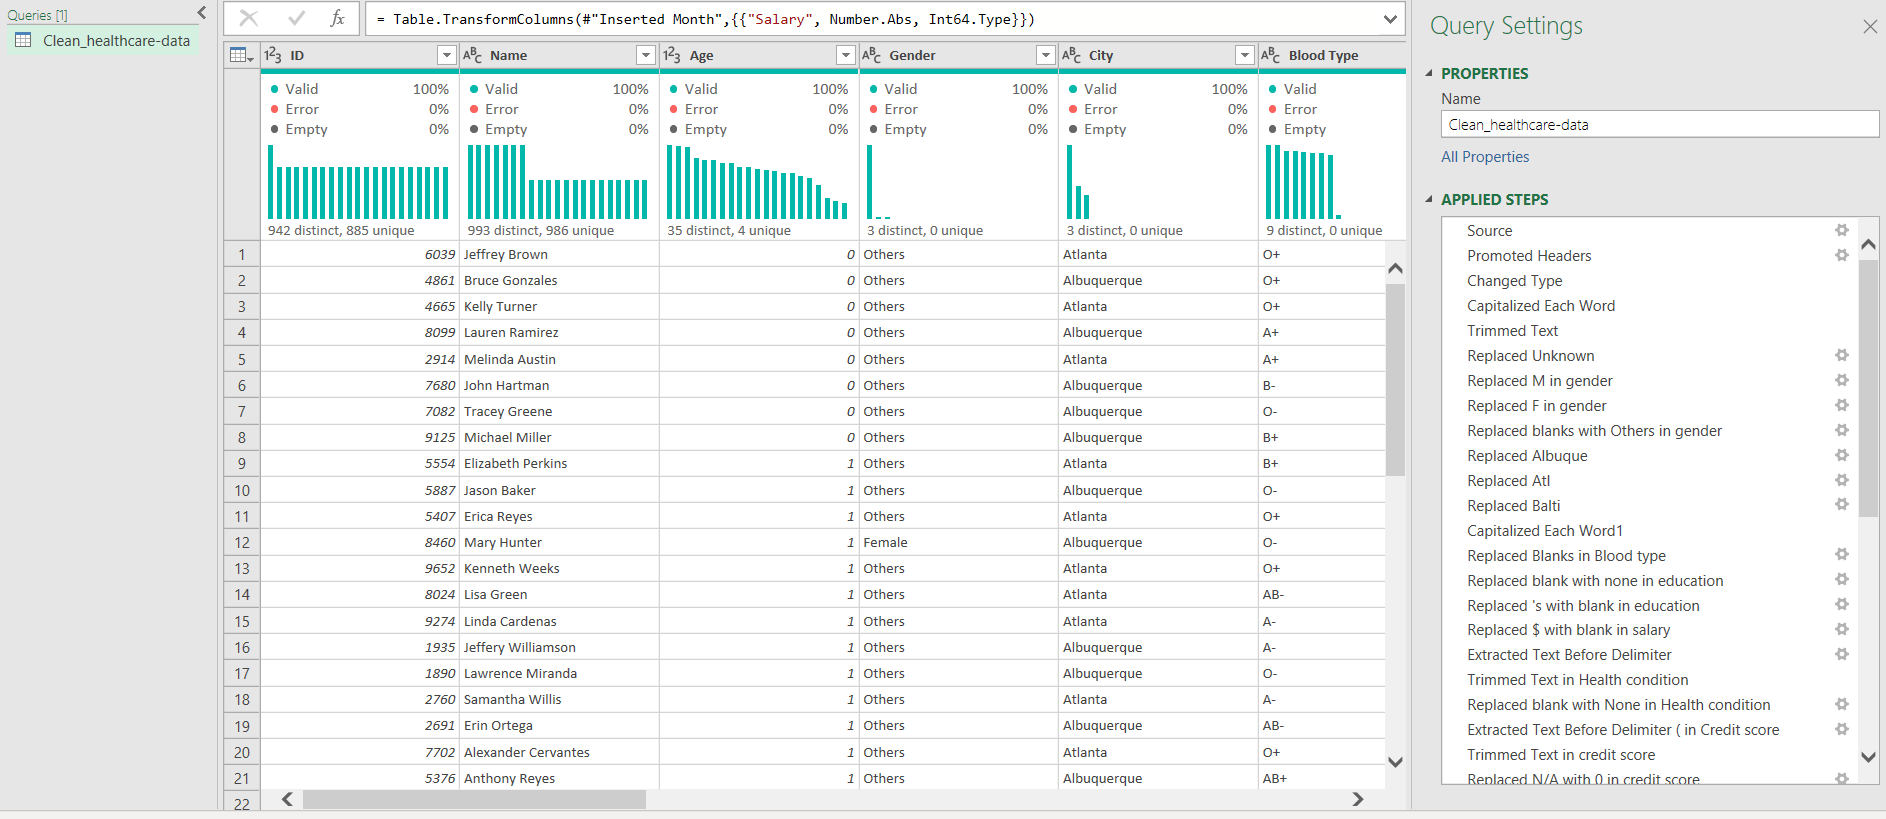 Queries [1]
Clean_healthcare-data
fx
= Table.TransformColumns(#"Inserted Month",{{"Salary", Number.Abs, Int64.Type}})
1²3 ID ABC Name 1²3 Age ABC Gender ABC City ABC Blood Type
Valid 100% Valid 100% Valid 100% Valid 100% Valid 100% Valid
Error 0% Error 0% Error 0% Error 0% Error 0% Error
Empty 0% Empty 0% Empty 0% Empty 0% Empty 0% Empty
942 distinct, 885 unique 993 distinct, 986 unique 35 distinct, 4 unique 3 distinct, 0 unique 3 distinct, 0 unique 9 distinct, 0 unique
1 6039 Jeffrey Brown 0 Others Atlanta O+
2 4861 Bruce Gonzales 0 Others Albuquerque O+
3 4665 Kelly Turner 0 Others Atlanta O+
4 8099 Lauren Ramirez 0 Others Albuquerque A+
5 2914 Melinda Austin 0 Others Atlanta A+
6 7680 John Hartman 0 Others Albuquerque B-
7 7082 Tracey Greene 0 Others Albuquerque O-
8 9125 Michael Miller 0 Others Albuquerque B+
9 5554 Elizabeth Perkins 1 Others Atlanta B+
10 5887 Jason Baker 1 Others Albuquerque O-
11 5407 Erica Reyes 1 Others Atlanta O+
12 8460 Mary Hunter 1 Female Albuquerque O-
13 9652 Kenneth Weeks 1 Others Atlanta O+
14 8024 Lisa Green 1 Others Atlanta AB-
15 9274 Linda Cardenas 1 Others Atlanta A-
16 1935 Jeffery Williamson 1 Others Albuquerque A-
17 1890 Lawrence Miranda 1 Others Albuquerque O-
18 2760 Samantha Willis 1 Others Atlanta A-
19 2691 Erin Ortega 1 Others Albuquerque AB-
20 7702 Alexander Cervantes 1 Others Atlanta O+
21 5376 Anthony Reyes 1 Others Albuquerque AB+
22
Query Settings
PROPERTIES
Name
Clean_healthcare-data
All Properties
APPLIED STEPS
Source
Promoted Headers
Changed Type
Capitalized Each Word
Trimmed Text
Replaced Unknown
Replaced M in gender
Replaced F in gender
Replaced blanks with Others in gender
Replaced Albuque
Replaced Atl
Replaced Balti
Capitalized Each Word1
Replaced Blanks in Blood type
Replaced blank with none in education
Replaced 's with blank in education
Replaced $ with blank in salary
Extracted Text Before Delimiter
Trimmed Text in Health condition
Replaced blank with None in Health condition
Extracted Text Before Delimiter ( in Credit score
Trimmed Text in credit score
Replaced N/A with 0 in credit score